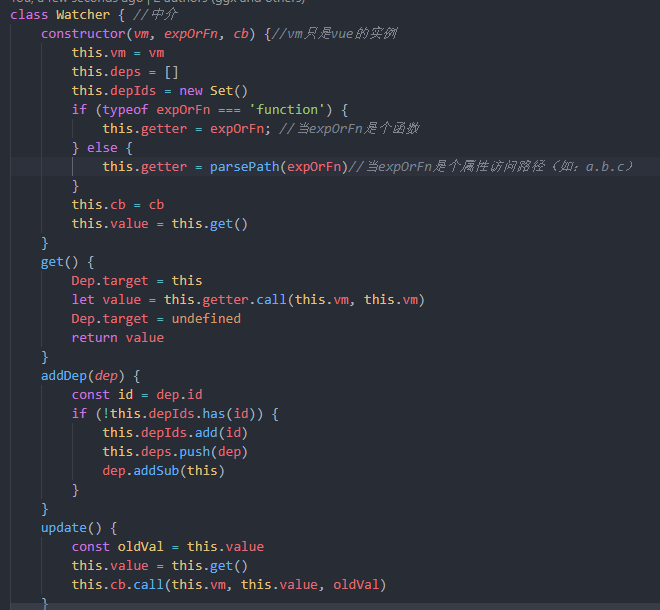 You, a few seconds ago | 2 authors (ggx and others)
class Watcher { //中介
    constructor(vm, expOrFn, cb) {//vm只是vue的实例
        this.vm = vm
        this.deps = []
        this.depIds = new Set()
        if (typeof expOrFn === 'function') {
            this.getter = expOrFn; //当expOrFn是个函数
        } else {
            this.getter = parsePath(expOrFn)//当expOrFn是个属性访问路径（如：a.b.c）
        }
        this.cb = cb
        this.value = this.get()
    }
    get() {
        Dep.target = this
        let value = this.getter.call(this.vm, this.vm)
        Dep.target = undefined
        return value
    }
    addDep(dep) {
        const id = dep.id
        if (!this.depIds.has(id)) {
            this.depIds.add(id)
            this.deps.push(dep)
            dep.addSub(this)
        }
    }
    update() {
        const oldVal = this.value
        this.value = this.get()
        this.cb.call(this.vm, this.value, oldVal)
    }